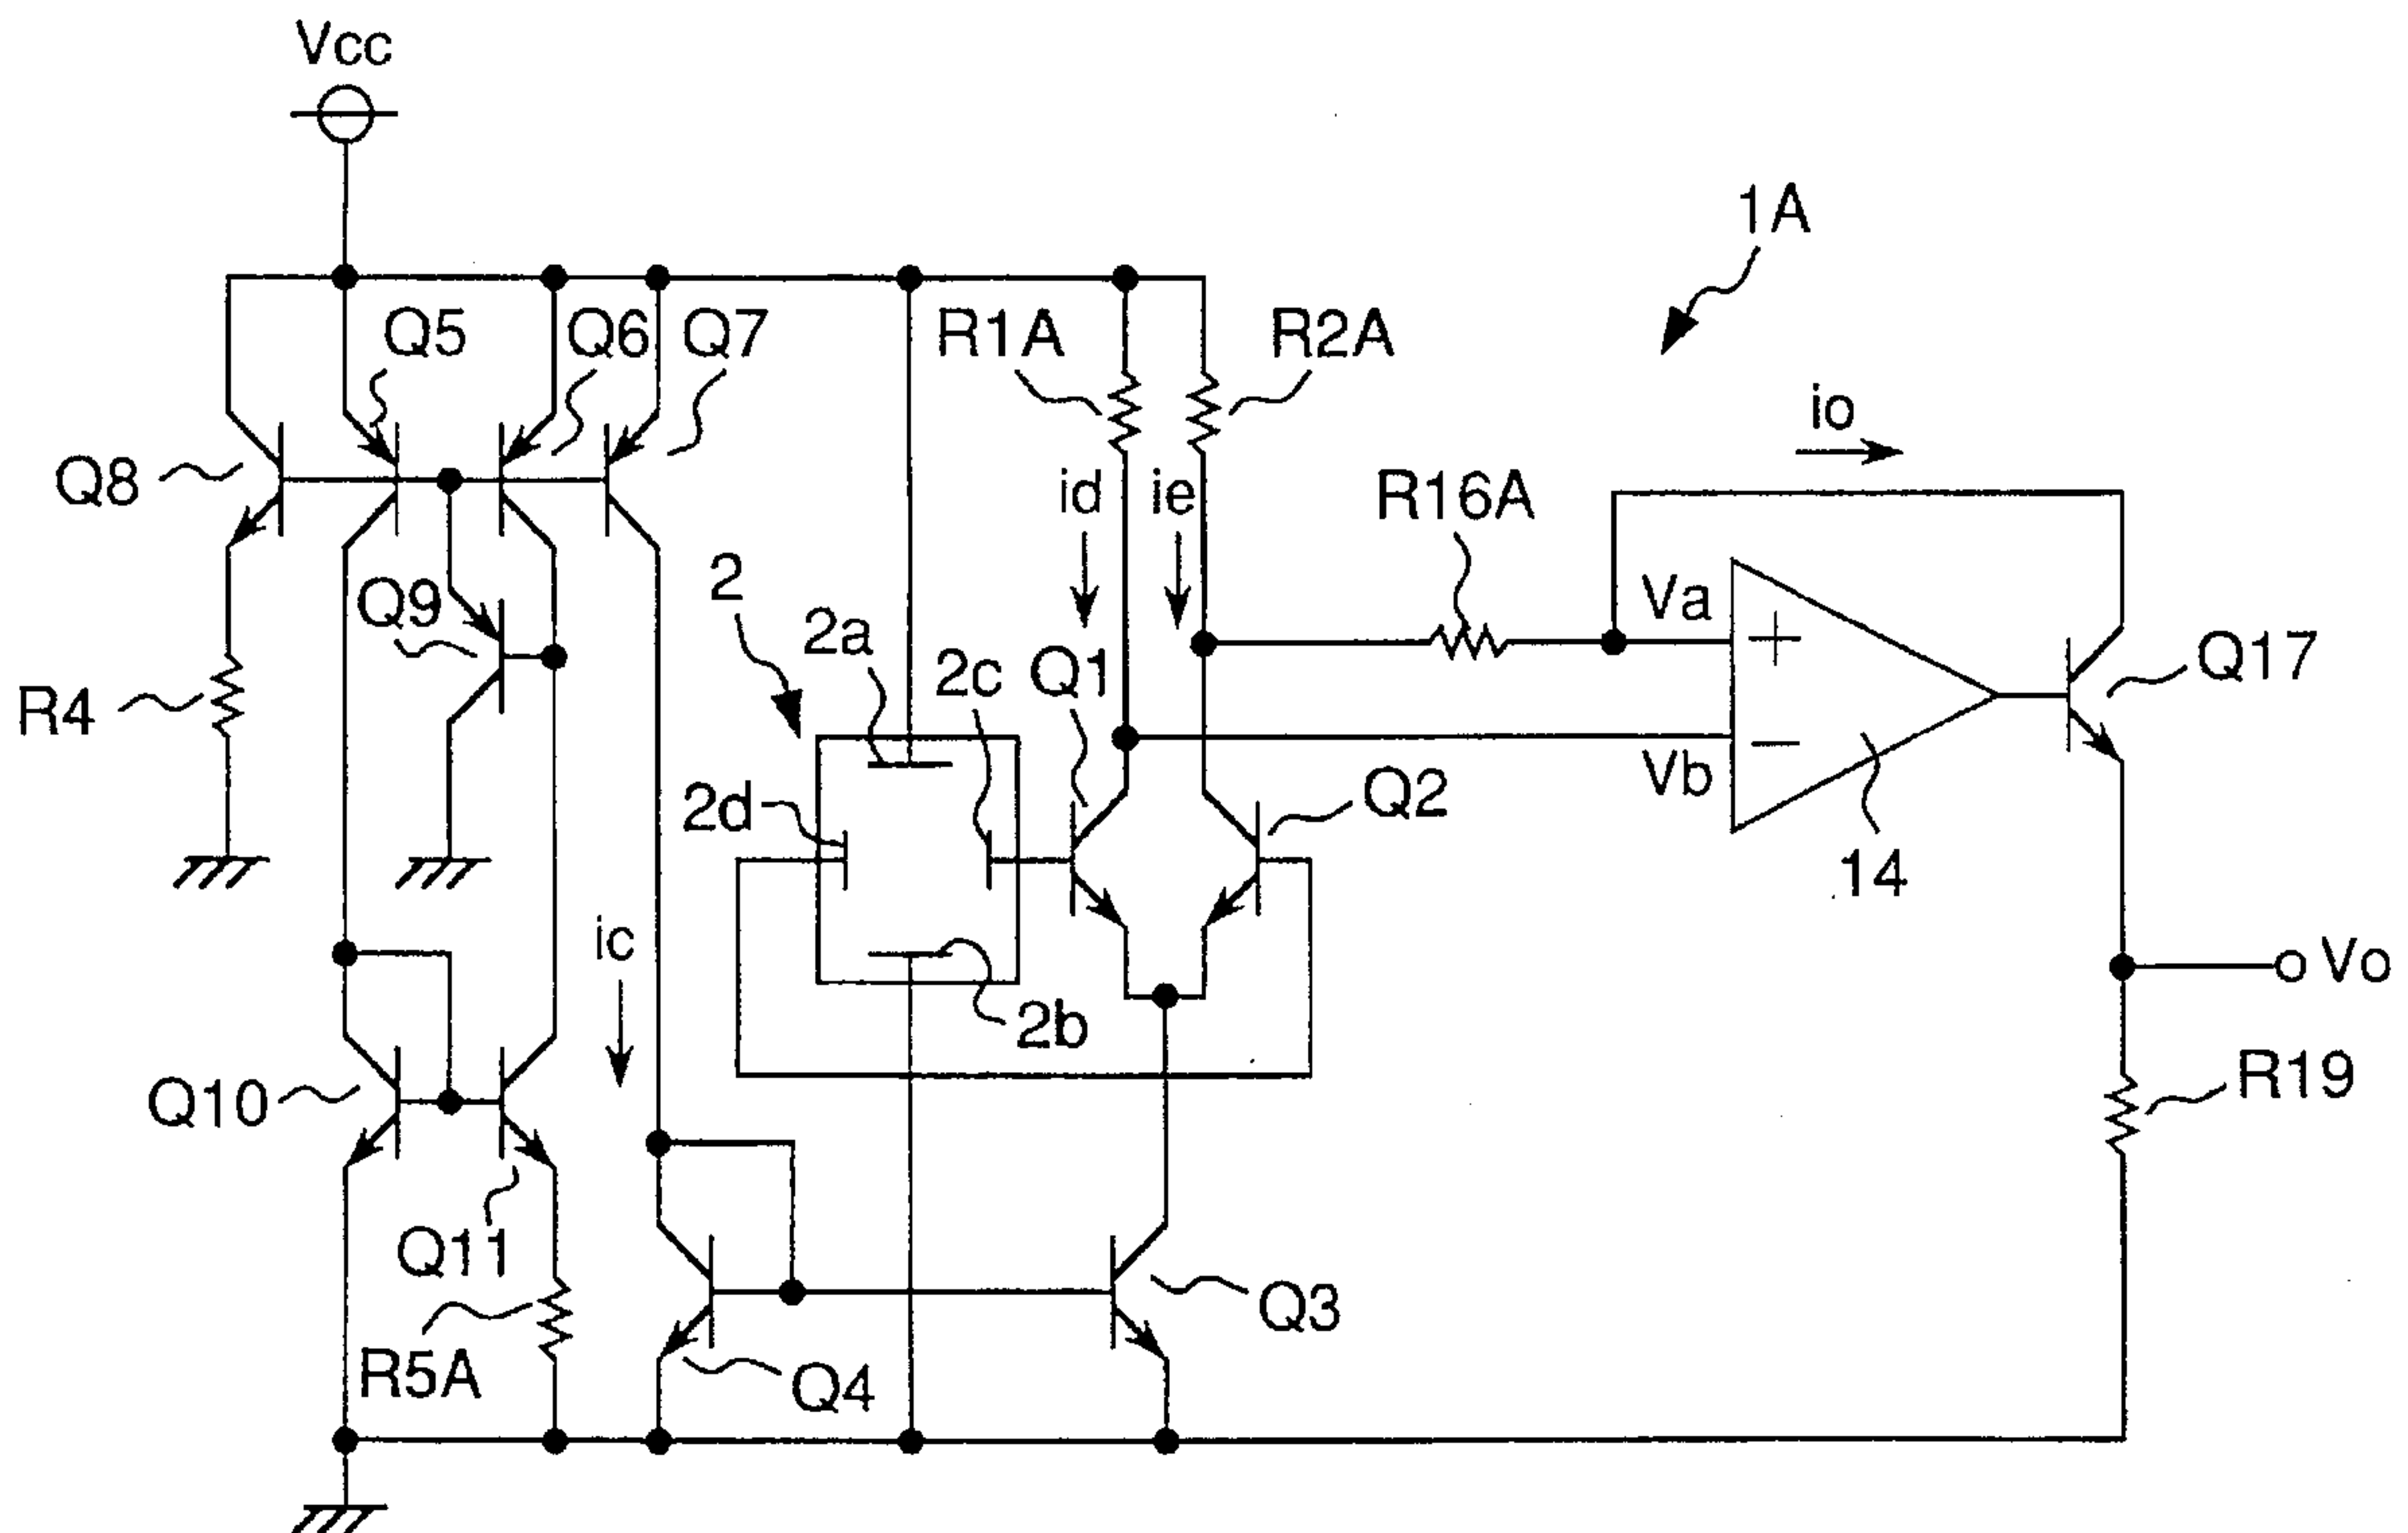 Vcc
1A
Q5
Q6
Q7
R1A
R2A
io
Q8
id
ie
R16A
2
Q9
2a
Va
+
2c
Q1
Q17
R4
2d
Vb
−
Q2
14
ic
Vo
2b
Q10
R19
Q11
Q3
R5A
Q4